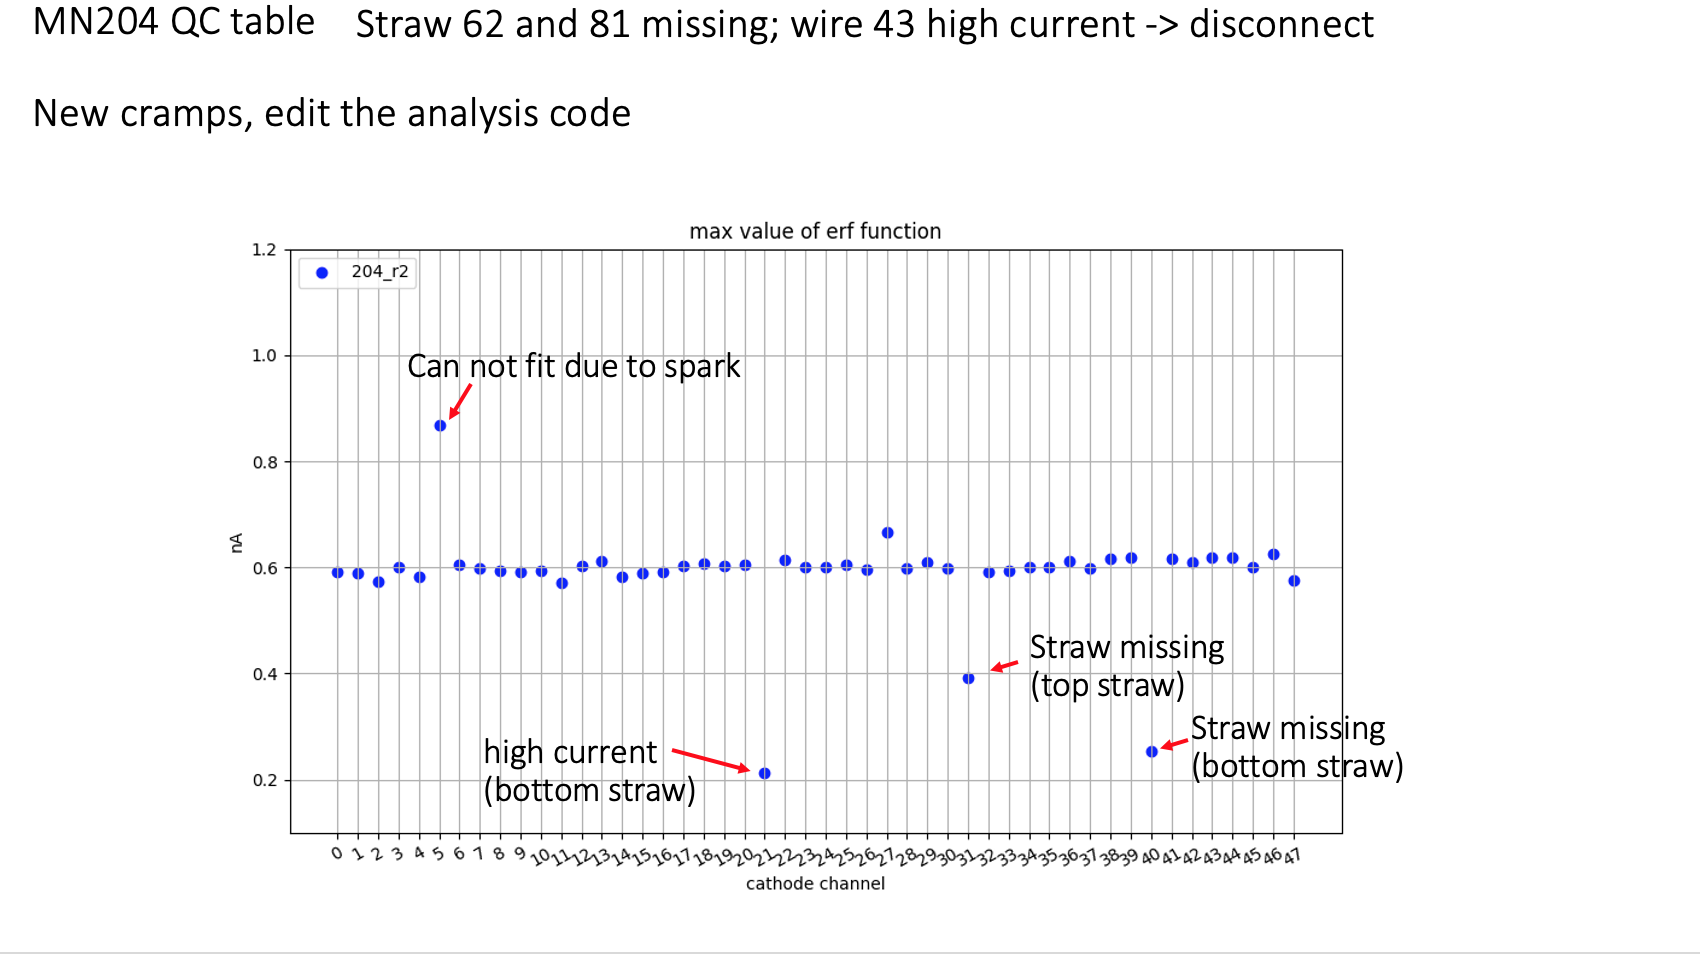 MN204 QC table Straw 62 and 81 missing; wire 43 high current -> disconnect
New cramps, edit the analysis code
max value of erf function
1.2
204_r2
1.0
Can not fit due to spark
0.8
nA
0.6
Straw missing
(top straw)
0.4
Straw missing
(bottom straw)
high current
(bottom straw)
0.2
0 1 2 3 4 5 6 7 8 9 10 11 12 13 14 15 16 17 18 19 20 21 22 23 24 25 26 27 28 29 30 31 32 33 34 35 36 37 38 39 40 41 42 43 44 45 46 47
cathode channel